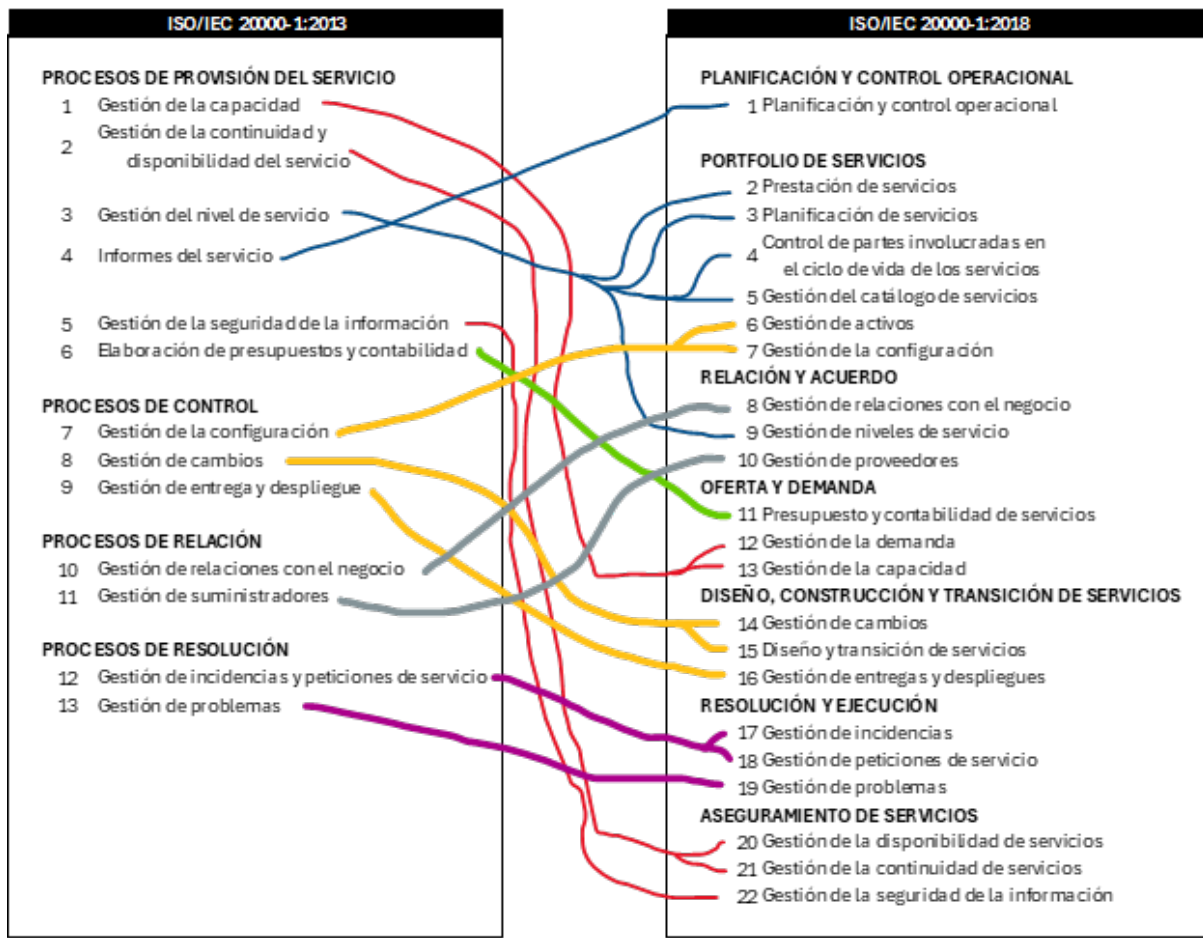 ISO/IEC 20000-1:2013
PROCESOS DE PROVISIÓN DEL SERVICIO
1 Gestión de la capacidad
2 Gestión de la continuidad y
disponibilidad del servicio
3 Gestión del nivel de servicio
4 Informes del servicio
5 Gestión de la seguridad de la información
6 Elaboración de presupuestos y contabilidad
PROCESOS DE CONTROL
7 Gestión de la configuración
8 Gestión de cambios
9 Gestión de entrega y despliegue
PROCESOS DE RELACIÓN
10 Gestión de relaciones con el negocio
11 Gestión de suministradores
PROCESOS DE RESOLUCIÓN
12 Gestión de incidencias y peticiones de servicio
13 Gestión de problemas
ISO/IEC 20000-1:2018
PLANIFICACIÓN Y CONTROL OPERACIONAL
1 Planificación y control operacional
PORTFOLIO DE SERVICIOS
2 Prestación de servicios
3 Planificación de servicios
4 Control de partes involucradas en
el ciclo de vida de los servicios
5 Gestión del catálogo de servicios
6 Gestión de activos
7 Gestión de la configuración
RELACIÓN Y ACUERDO
8 Gestión de relaciones con el negocio
9 Gestión de niveles de servicio
10 Gestión de proveedores
OFERTA Y DEMANDA
11 Presupuesto y contabilidad de servicios
12 Gestión de la demanda
13 Gestión de la capacidad
DISEÑO, CONSTRUCCIÓN Y TRANSICIÓN DE SERVICIOS
14 Gestión de cambios
15 Diseño y transición de servicios
16 Gestión de entregas y despliegues
RESOLUCIÓN Y EJECUCIÓN
17 Gestión de incidencias
18 Gestión de peticiones de servicio
19 Gestión de problemas
ASEGURAMIENTO DE SERVICIOS
20 Gestión de la disponibilidad de servicios
21 Gestión de la continuidad de servicios
22 Gestión de la seguridad de la información